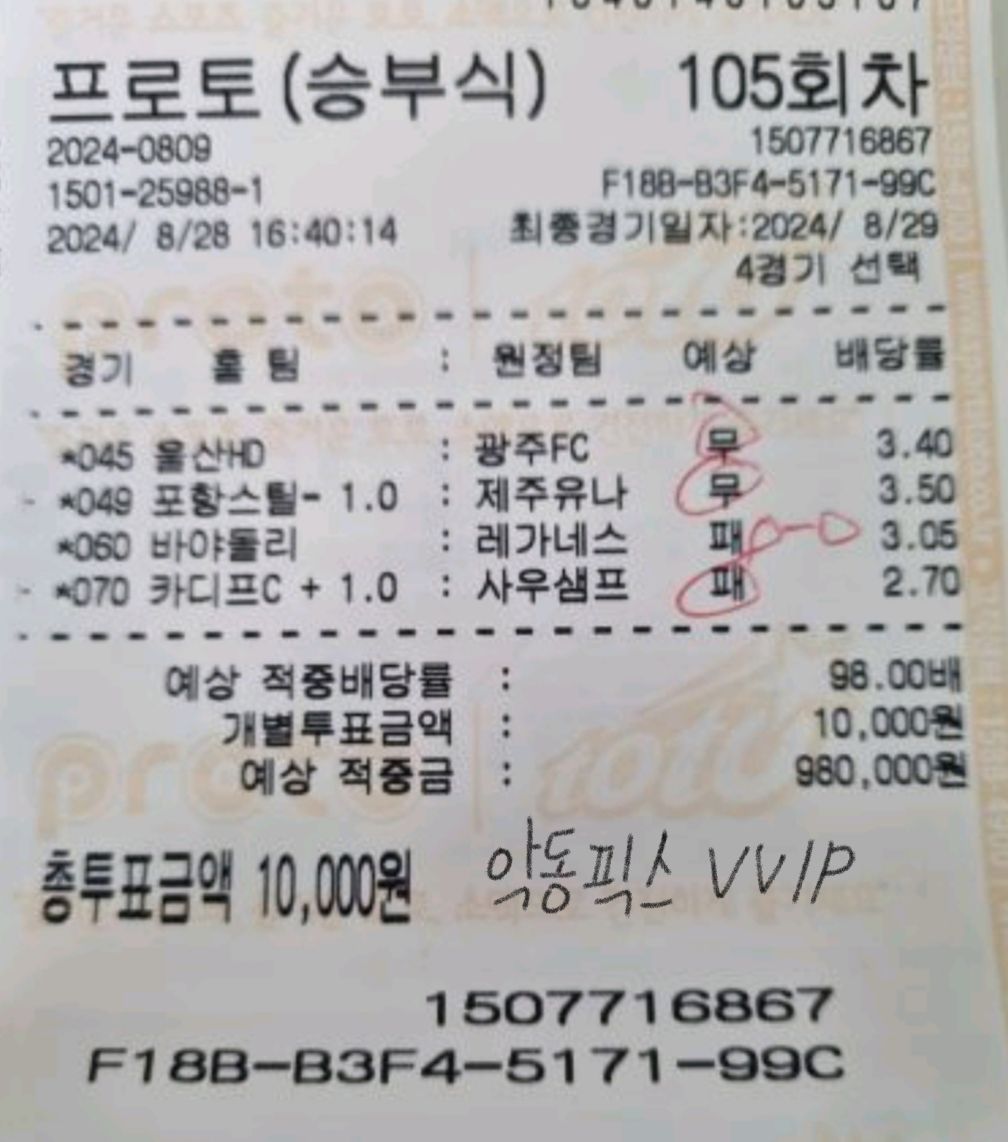 프로토(승부식) 105회차
2024-0809 1507716867
1501-25988-1 F18B-B3F4-5171-99C
2024/ 8/28 16:40:14 최종경기일자:2024/ 8/29
4경기 선택
경기 홈 팀 : 원정팀 예상 배당률
*045 울산HD : 광주FC 무 3.40
*049 포항스틸- 1.0 : 제주유나 무 3.50
*060 바야돌리 : 레가네스 패 0-0 3.05
*070 카디프C + 1.0 : 사우샘프 패 2.70
예상 적중배당률 : 98.00배
개별투표금액 : 10,000원
예상 적중금 : 980,000원
총투표금액 10,000원 악동픽스 VVIP
1507716867
F18B-B3F4-5171-99C